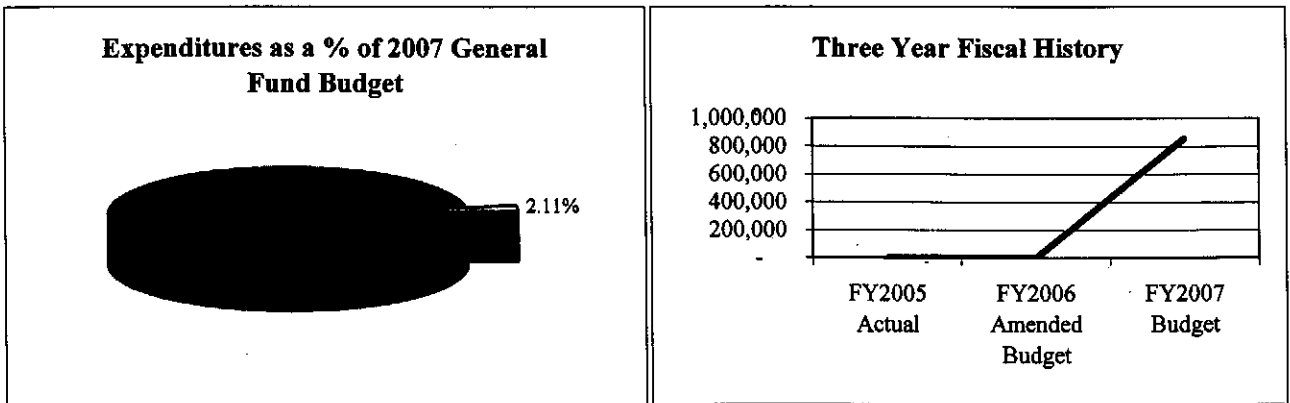 Expenditures as a % of 2007 General
Fund Budget
2.11%
Three Year Fiscal History
1,000,000
800,000
600,000
400,000
200,000
-
FY2005
Actual
FY2006
Amended
Budget
FY2007
Budget